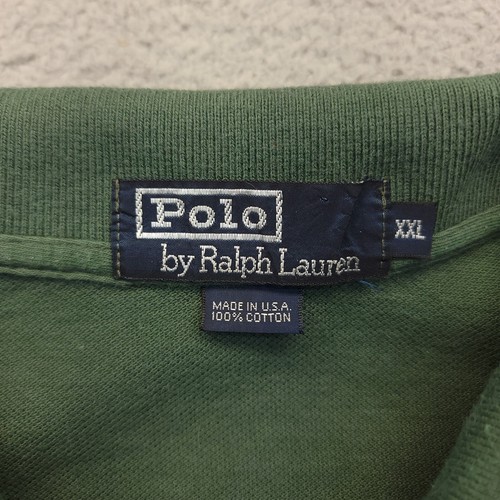 Polo
by Ralph Lauren
XXL
MADE IN U.S.A.
100% COTTON